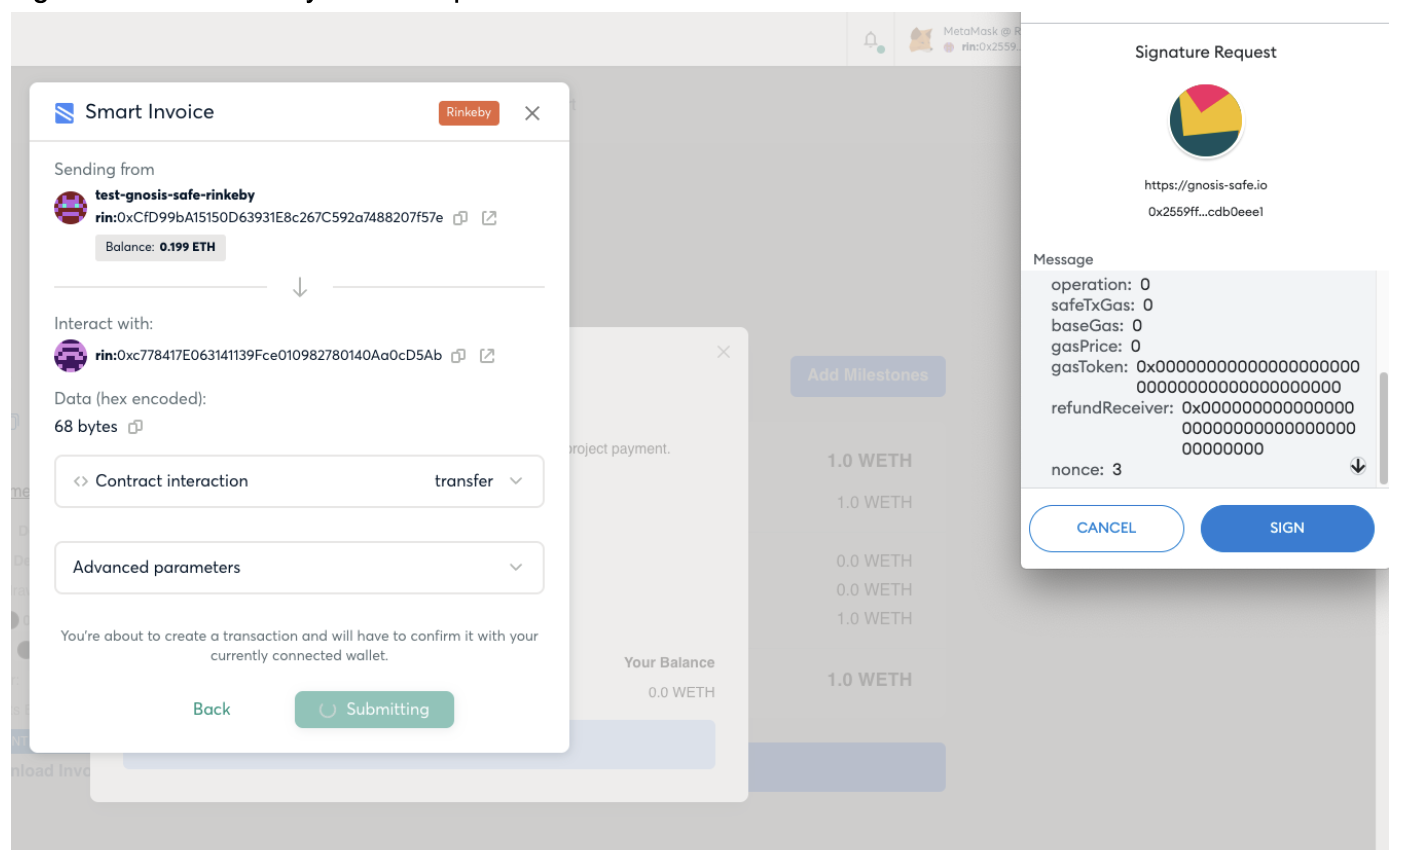 MetaMask @ R
rin:0x2559...
Smart Invoice
Rinkeby
Sending from
test-gnosis-safe-rinkeby
rin:0xCfD99bA15150D63931E8c267C592a7488207f57e
Balance: 0.199 ETH
Interact with:
rin:0xc778417E063141139Fce010982780140Aa0cD5Ab
Data (hex encoded):
68 bytes
<> Contract interaction transfer
Advanced parameters
You're about to create a transaction and will have to confirm it with your
currently connected wallet.
Back
Submitting
project payment.
Your Balance
0.0 WETH
Add Milestones
1.0 WETH
1.0 WETH
0.0 WETH
0.0 WETH
1.0 WETH
1.0 WETH
nload Invo
Signature Request
https://gnosis-safe.io
0x2559ff...cdb0eee1
Message
operation: 0
safeTxGas: 0
baseGas: 0
gasPrice: 0
gasToken: 0x00000000000000000000
00000000000000000000
refundReceiver: 0x000000000000000
00000000000000000
00000000
nonce: 3
CANCEL
SIGN